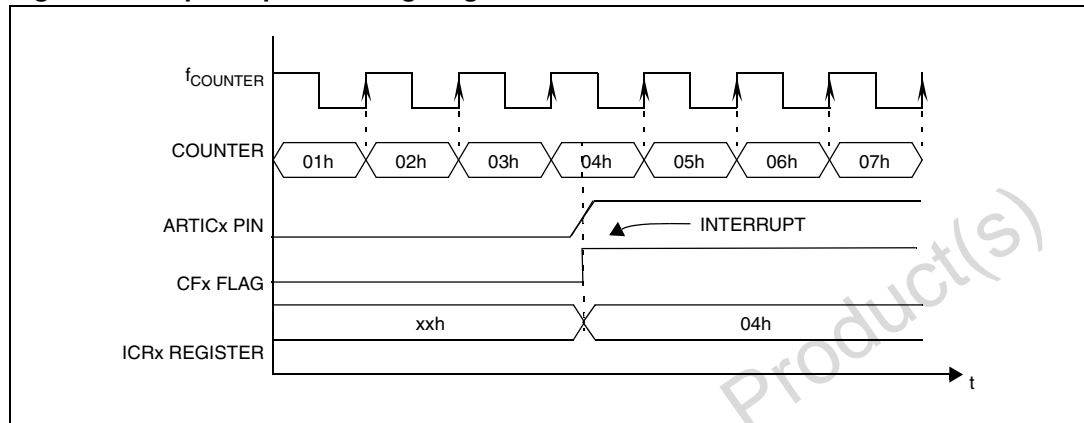 fCOUNTER
COUNTER
01h 02h 03h 04h 05h 06h 07h
ARTICx PIN
INTERRUPT
CFx FLAG
xxh 04h
ICRx REGISTER
t
Product(s)